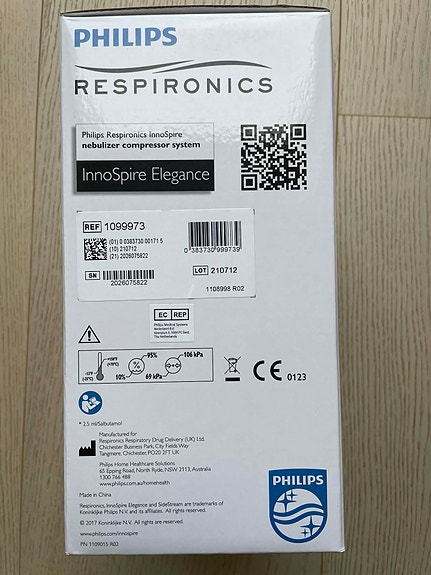 PHILIPS
RESPIRONICS
Philips Respironics InnoSpire
nebulizer compressor system
InnoSpire Elegance
REF 1099973
(01) 0 0383730 00171 5
(10) 210712
(21) 2026075822
0 383730 999739
SN
2026075822
LOT 210712
1108998 R02
EC REP
Philips Medical Systems
Nederland B.V.
The Netherlands
95%
10%
106 kPa
69 kPa
CE 0123
* 2.5 ml/Salbutamol
Manufactured for
Respironics Respiratory Drug Delivery (UK) Ltd.
Chichester Business Park, City Fields Way
Tangmere, Chichester, PO20 2FT UK
Philips Home Healthcare Solutions
65 Epping Road, North Ryde, NSW 2113, Australia
1300 766 488
www.philips.com/homehealth
Made in China
Respironics, InnoSpire Elegance and SideStream are trademarks of
Koninklijke Philips N.V. and affiliates. All rights are reserved.
© 2017 Koninklijke N.V. All rights are reserved.
www.philips.com/innospire
PN 1109015 R02
PHILIPS